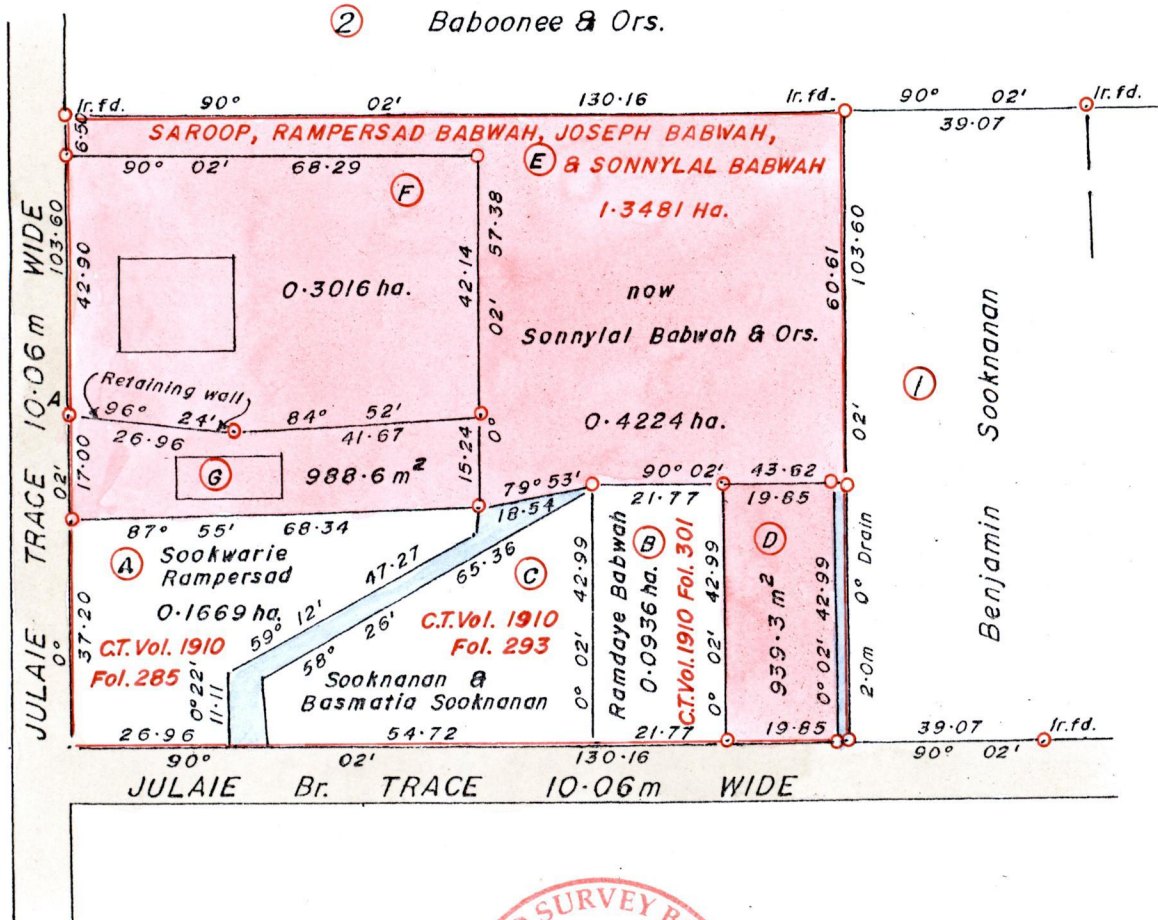 2 Baboonee & Ors.
Ir. fd. 90° 02' 130·16 Ir. fd. 90° 02' Ir. fd.
39·07
6·50
SAROOP, RAMPERSAD BABWAH, JOSEPH BABWAH,
& SONNYLAL BABWAH
E
1·3481 Ha.
90° 02' 68·29
F
JULAIE TRACE 10·06 m WIDE
0° 02' 103·60
42·90
0·3016 ha.
42·14
0° 02' 57·38
now
Sonnylal Babwah & Ors.
0·4224 ha.
60·61
0° 02' 103·60
1
Benjamin Sooknanan
A
Retaining wall
96° 24'
26·96
84° 52'
41·67
17·00
G
988·6 m²
15·24
79° 53'
18·54
90° 02' 43·62
21·77
19·85
87° 55' 68·34
A
Sookwarie
Rampersad
0·1669 ha.
C.T. Vol. 1910
Fol. 285
37·20
47·27
59° 12'
65·36
58° 26'
0° 22'
11·11
C
C.T. Vol. 1910
Fol. 293
Sooknanan &
Basmatia Sooknanan
0° 02' 42·99
B
Ramdaye Babwah
0·0936 ha.
C.T. Vol. 1910 Fol. 301
0° 02' 42·99
D
939·3 m²
0° 02' 42·99
2·0m 0° Drain
26·96 54·72 21·77 19·85 39·07 Ir. fd.
90° 02' 130·16 90° 02'
JULAIE Br. TRACE 10·06 m WIDE
SURVEY